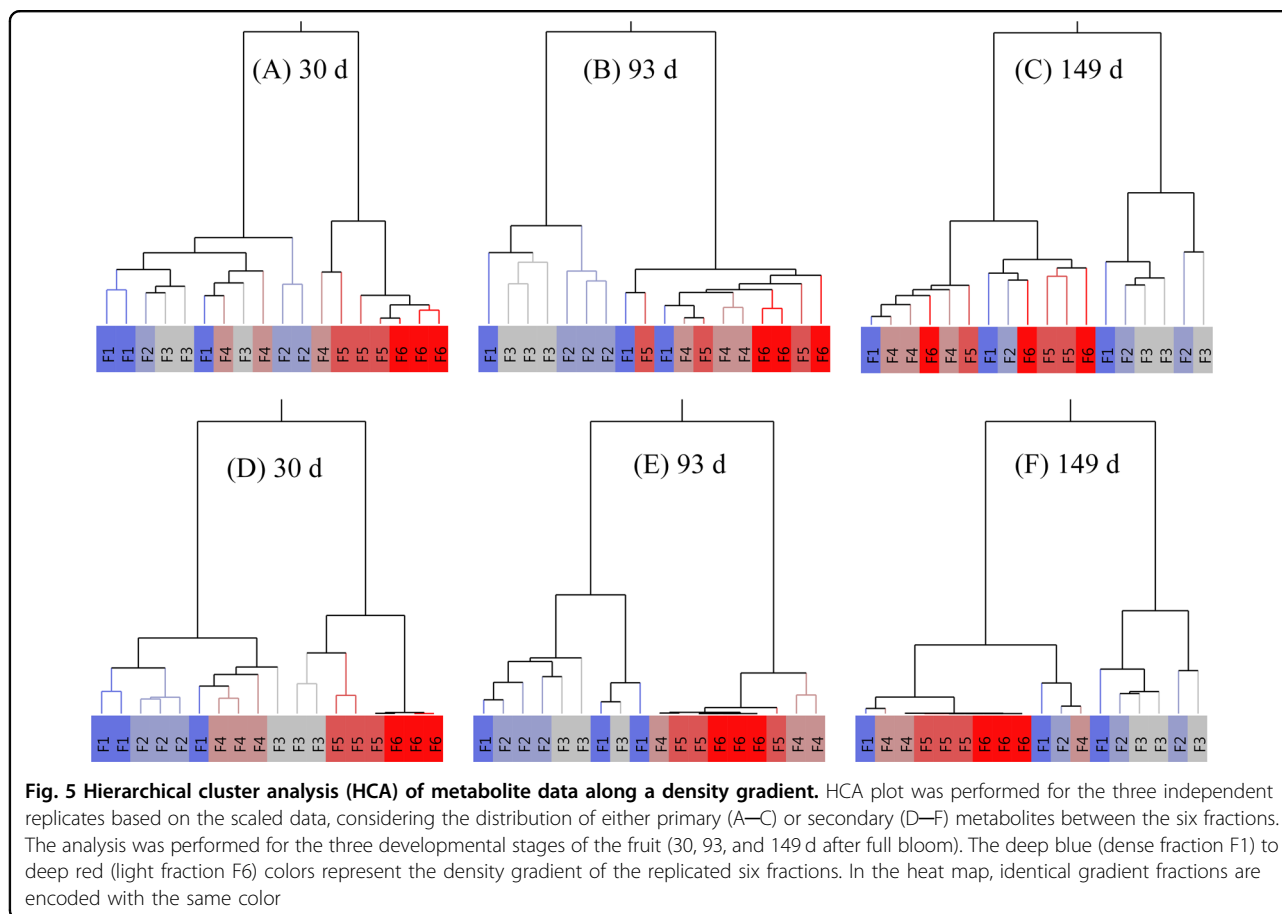 (A) 30 d
(B) 93 d
(C) 149 d
F1 F1 F2 F3 F3 F1 F4 F3 F4 F2 F2 F4 F5 F5 F5 F6 F6 F6
F1 F3 F3 F3 F2 F2 F2 F1 F5 F1 F4 F5 F4 F4 F6 F6 F5 F6
F1 F4 F4 F6 F4 F5 F1 F2 F6 F5 F5 F6 F1 F2 F3 F3 F2 F3
(D) 30 d
(E) 93 d
(F) 149 d
F1 F1 F2 F2 F2 F1 F4 F4 F4 F3 F3 F3 F5 F5 F5 F6 F6 F6
F1 F2 F2 F2 F3 F3 F1 F3 F1 F4 F5 F5 F6 F6 F6 F5 F4 F4
F1 F4 F4 F5 F5 F5 F6 F6 F6 F1 F2 F4 F1 F2 F3 F3 F2 F3
Fig. 5 Hierarchical cluster analysis (HCA) of metabolite data along a density gradient. HCA plot was performed for the three independent
replicates based on the scaled data, considering the distribution of either primary (A—C) or secondary (D—F) metabolites between the six fractions.
The analysis was performed for the three developmental stages of the fruit (30, 93, and 149 d after full bloom). The deep blue (dense fraction F1) to
deep red (light fraction F6) colors represent the density gradient of the replicated six fractions. In the heat map, identical gradient fractions are
encoded with the same color